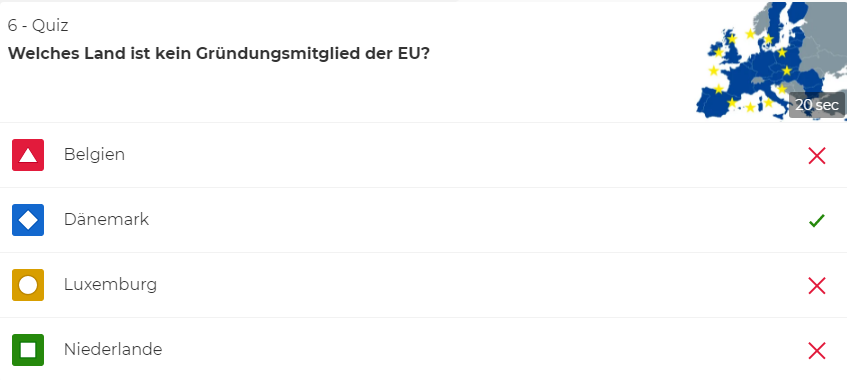 6 - Quiz
Welches Land ist kein Gründungsmitglied der EU?
20 sec
Belgien
Dänemark
Luxemburg
Niederlande